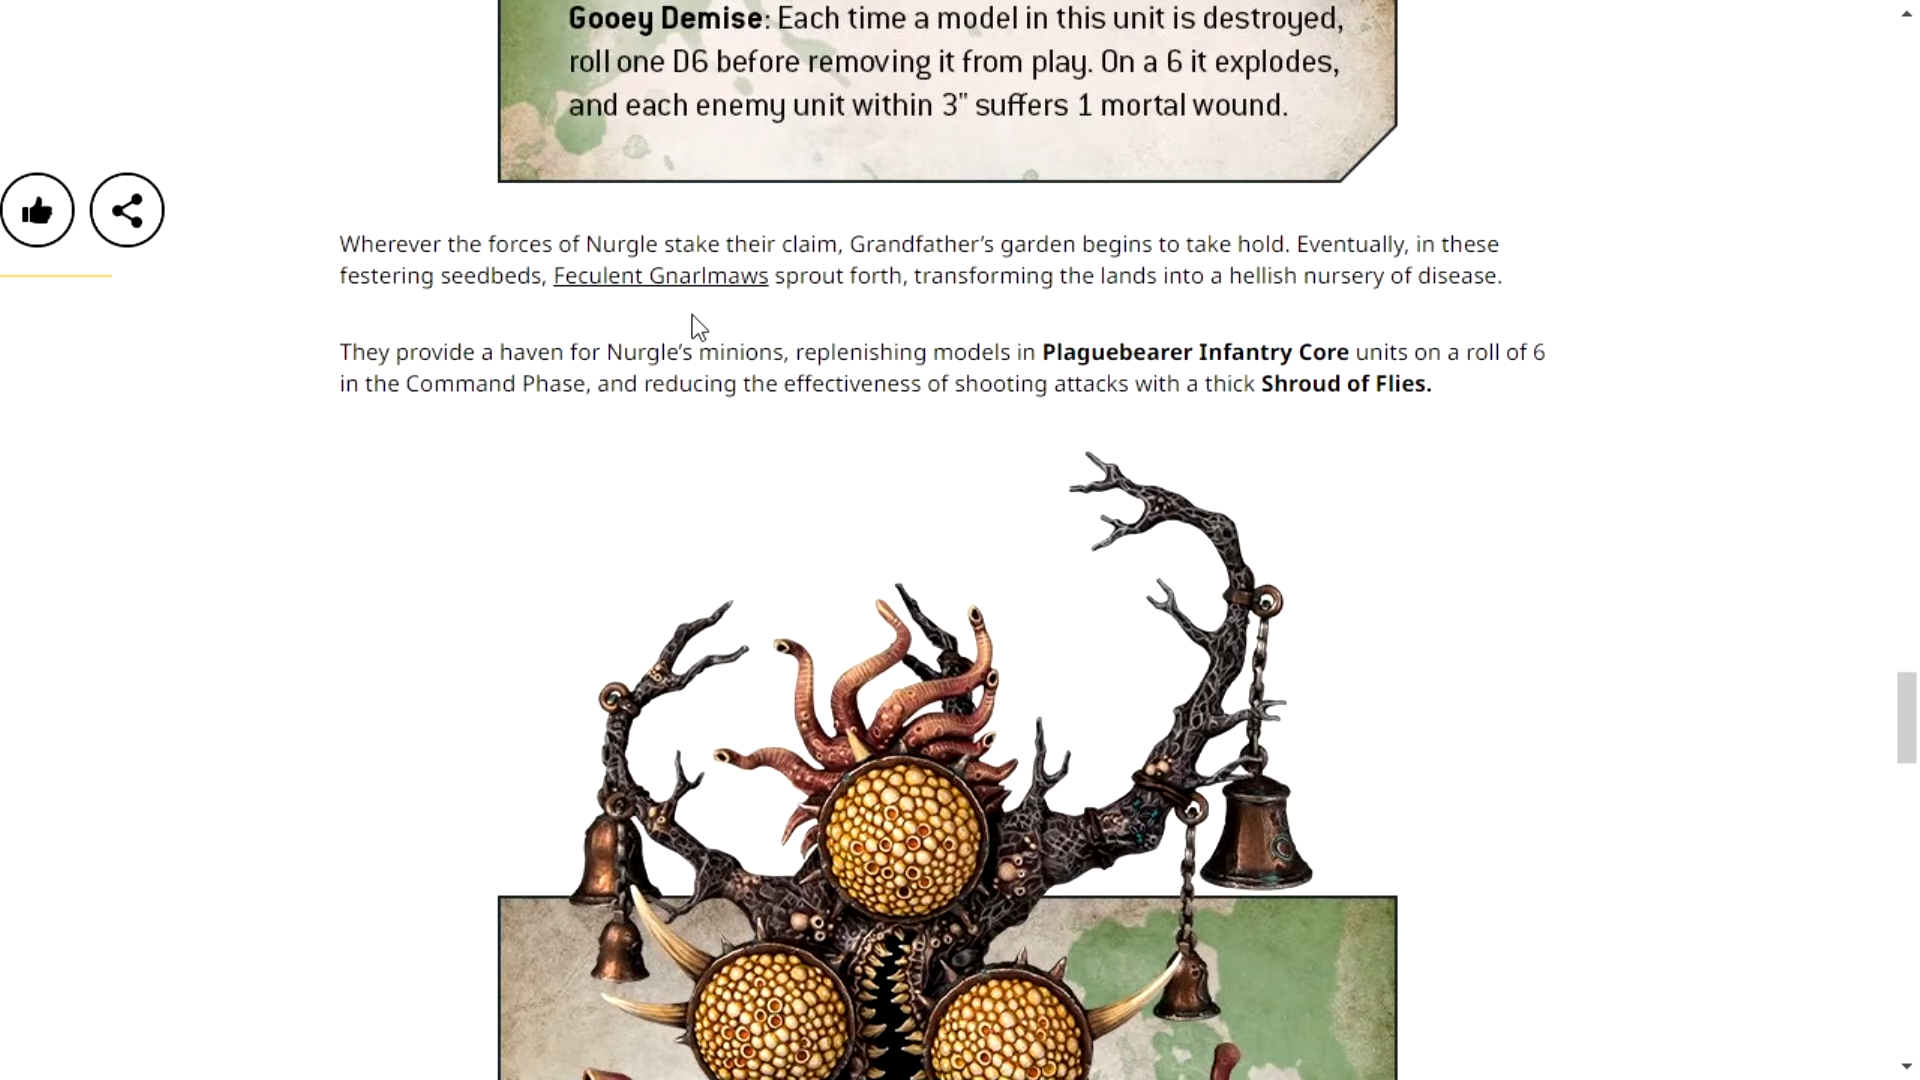 Gooey Demise: Each time a model in this unit is destroyed,
roll one D6 before removing it from play. On a 6 it explodes,
and each enemy unit within 3" suffers 1 mortal wound.
Wherever the forces of Nurgle stake their claim, Grandfather’s garden begins to take hold. Eventually, in these
festering seedbeds, Feculent Gnarlmaws sprout forth, transforming the lands into a hellish nursery of disease.
They provide a haven for Nurgle’s minions, replenishing models in Plaguebearer Infantry Core units on a roll of 6
in the Command Phase, and reducing the effectiveness of shooting attacks with a thick Shroud of Flies.